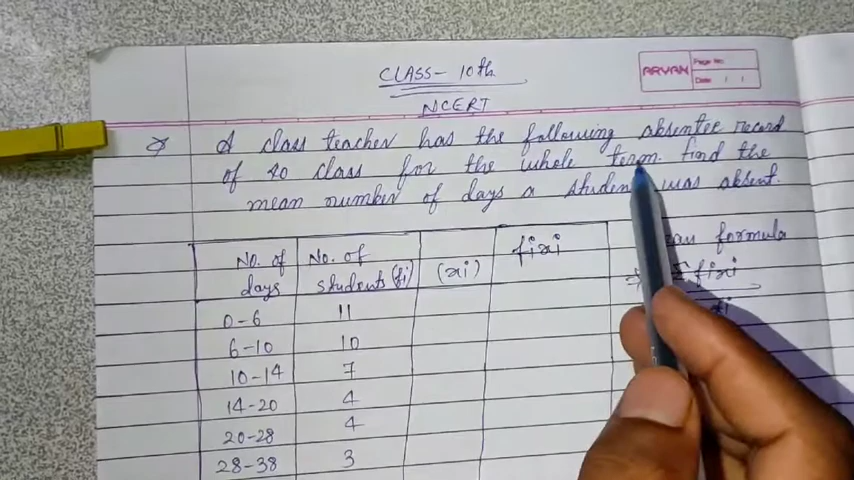 CLASS- 10th
NCERT
ARYAN Page No.
Date / /
A class teacher has the following absentee record
of 40 class for the whole term. find the
mean number of days a student was absent.
No. of days No. of students (fi) (xi) fixi
formula
Σfixi
0-6 11
6-10 10
10-14 7
14-20 4
20-28 4
28-38 3